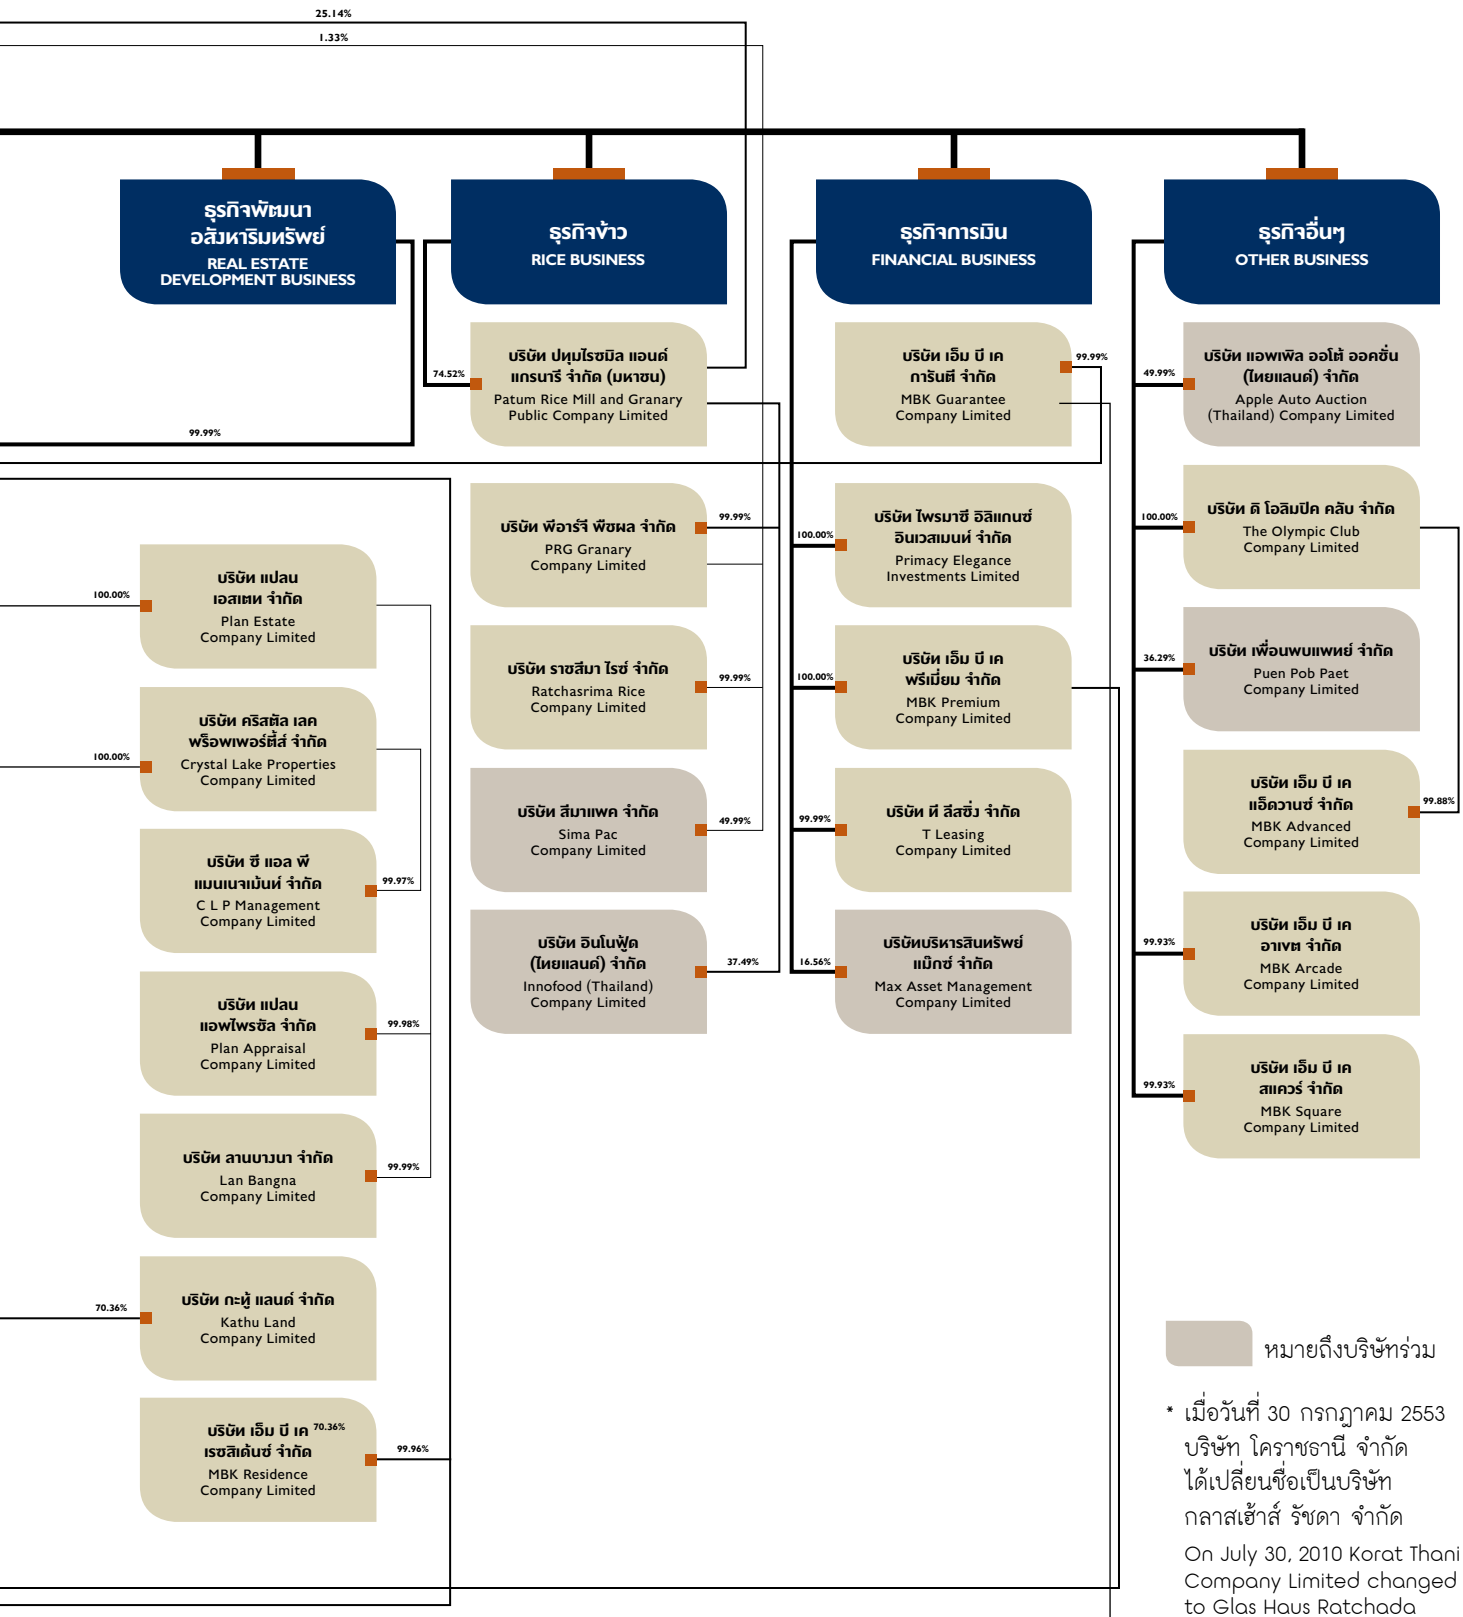 25.14%
1.33%
ธุรกิจพัฒนา
อสังหาริมทรัพย์
REAL ESTATE
DEVELOPMENT BUSINESS
99.99%
100.00%
บริษัท แปลน
เอสเตท จำกัด
Plan Estate
Company Limited
100.00%
บริษัท คริสตัล เลค
พร็อพเพอร์ตี้ส์ จำกัด
Crystal Lake Properties
Company Limited
บริษัท ซี แอล พี
แมนเนจเม้นท์ จำกัด
C L P Management
Company Limited
99.97%
บริษัท แปลน
แอพไพรซัล จำกัด
Plan Appraisal
Company Limited
99.98%
บริษัท ลานบางนา จำกัด
Lan Bangna
Company Limited
99.99%
70.36%
บริษัท กะทู้ แลนด์ จำกัด
Kathu Land
Company Limited
บริษัท เอ็ม บี เค 70.36%
เรซสิเด้นซ์ จำกัด
MBK Residence
Company Limited
99.96%
ธุรกิจข้าว
RICE BUSINESS
74.52%
บริษัท ปทุมไรซมิล แอนด์
แกรนารี จำกัด (มหาชน)
Patum Rice Mill and Granary
Public Company Limited
บริษัท พีอาร์จี พืชผล จำกัด
PRG Granary
Company Limited
99.99%
บริษัท ราชสีมา ไรซ์ จำกัด
Ratchasrima Rice
Company Limited
99.99%
บริษัท สีมาแพค จำกัด
Sima Pac
Company Limited
49.99%
บริษัท อินโนฟู้ด
(ไทยแลนด์) จำกัด
Innofood (Thailand)
Company Limited
37.49%
ธุรกิจการเงิน
FINANCIAL BUSINESS
บริษัท เอ็ม บี เค
การันตี จำกัด
MBK Guarantee
Company Limited
99.99%
100.00%
บริษัท ไพรมาซี อิลิแกนซ์
อินเวสเมนท์ จำกัด
Primacy Elegance
Investments Limited
100.00%
บริษัท เอ็ม บี เค
พรีเมี่ยม จำกัด
MBK Premium
Company Limited
99.99%
บริษัท ที ลีสซิ่ง จำกัด
T Leasing
Company Limited
16.56%
บริษัทบริหารสินทรัพย์
แม๊กซ์ จำกัด
Max Asset Management
Company Limited
ธุรกิจอื่นๆ
OTHER BUSINESS
49.99%
บริษัท แอพเพิล ออโต้ ออคชั่น
(ไทยแลนด์) จำกัด
Apple Auto Auction
(Thailand) Company Limited
100.00%
บริษัท ดิ โอลิมปิค คลับ จำกัด
The Olympic Club
Company Limited
36.29%
บริษัท เพื่อนพบแพทย์ จำกัด
Puen Pob Paet
Company Limited
บริษัท เอ็ม บี เค
แอ็ดวานซ์ จำกัด
MBK Advanced
Company Limited
99.88%
99.93%
บริษัท เอ็ม บี เค
อาเขต จำกัด
MBK Arcade
Company Limited
99.93%
บริษัท เอ็ม บี เค
สแควร์ จำกัด
MBK Square
Company Limited
หมายถึงบริษัทร่วม
* เมื่อวันที่ 30 กรกฎาคม 2553
บริษัท โคราชธานี จำกัด
ได้เปลี่ยนชื่อเป็นบริษัท
กลาสเฮ้าส์ รัชดา จำกัด
On July 30, 2010 Korat Thani
Company Limited changed
to Glas Haus Ratchada